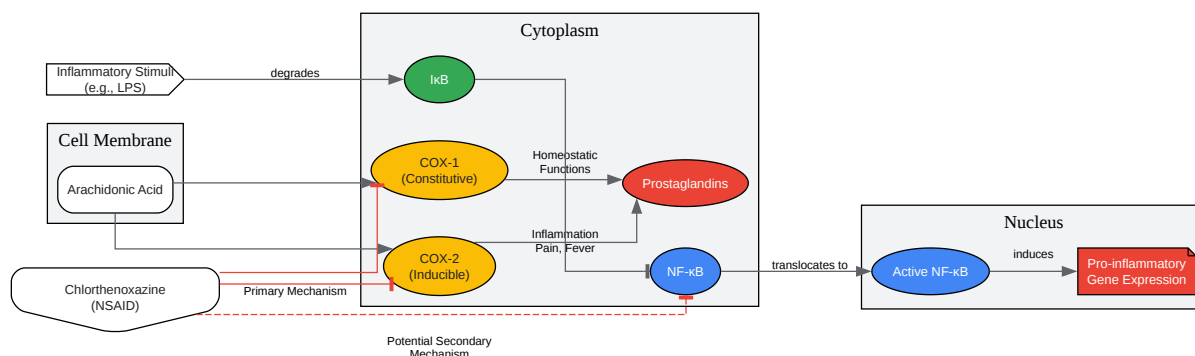 Cytoplasm
Inflammatory Stimuli
(e.g., LPS)
degrades
IκB
Cell Membrane
Arachidonic Acid
COX-1
(Constitutive)
Homeostatic
Functions
Prostaglandins
COX-2
(Inducible)
Inflammation
Pain, Fever
NF-κB
translocates to
Nucleus
Active NF-κB
induces
Pro-inflammatory
Gene Expression
Chlorthenoxazine
(NSAID)
Primary Mechanism
Potential Secondary
Mechanism